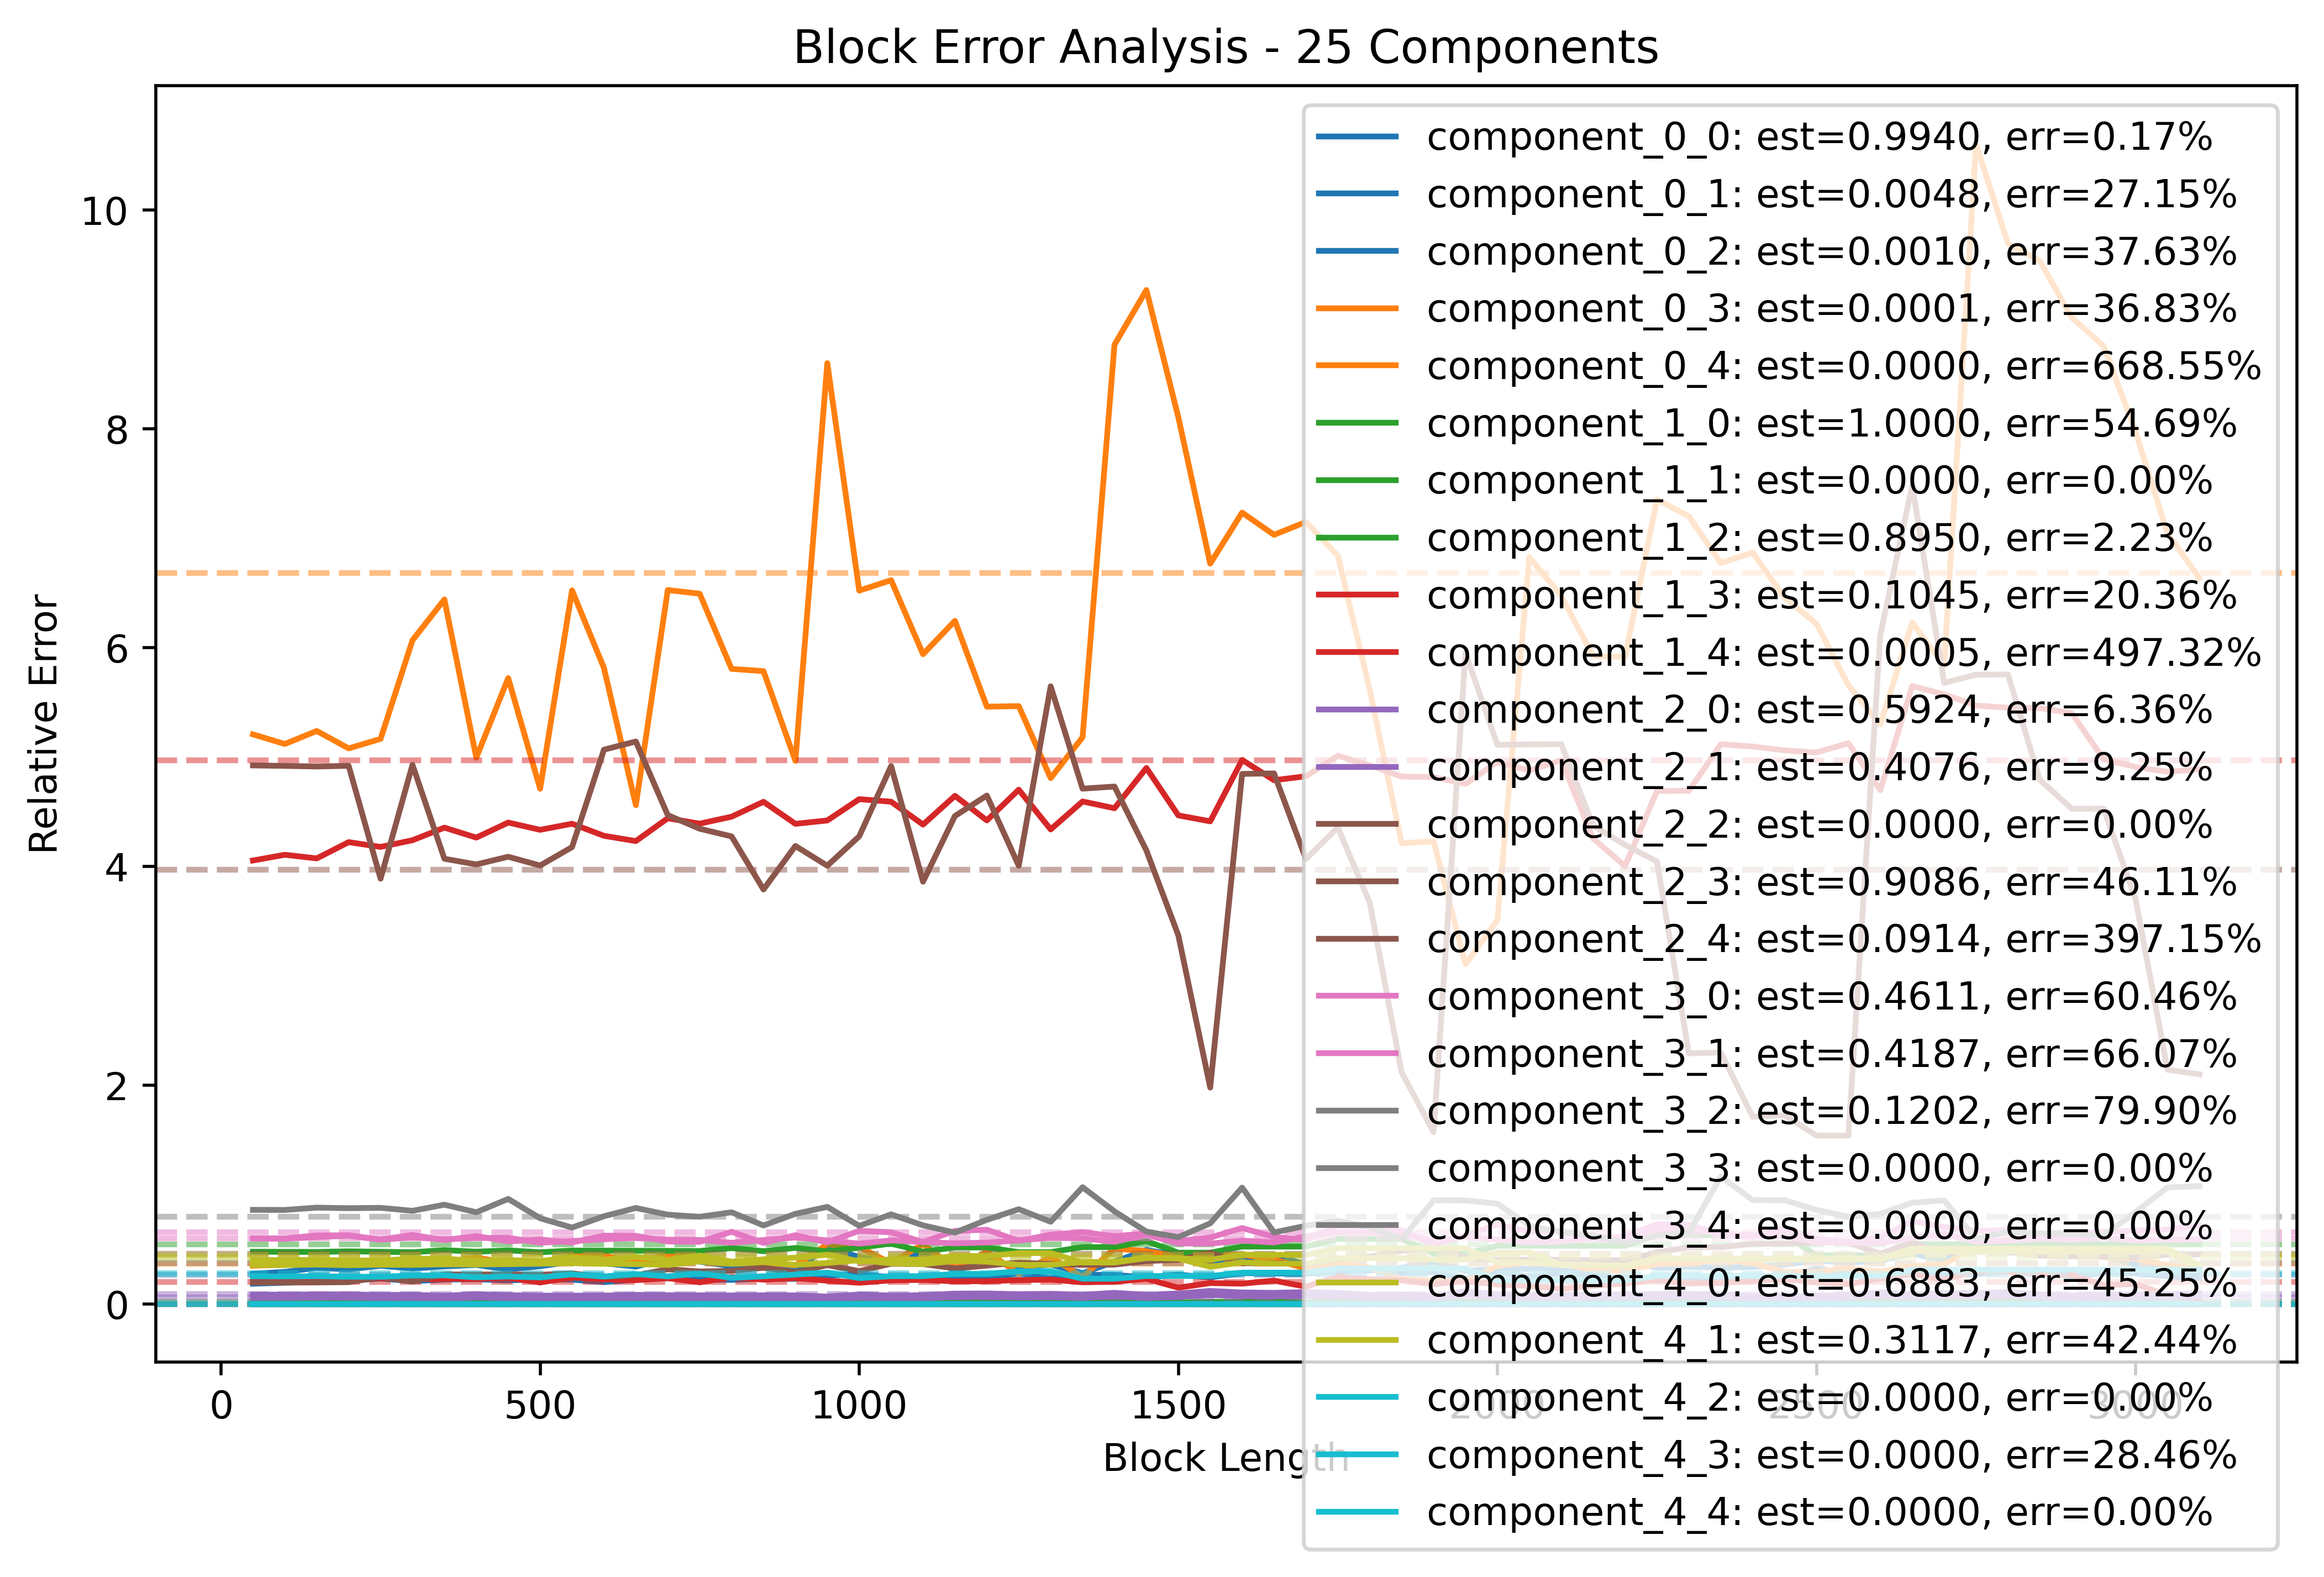 Block Error Analysis - 25 Components
Relative Error
10
8
6
4
2
0
component_0_0: est=0.9940, err=0.17%
component_0_1: est=0.0048, err=27.15%
component_0_2: est=0.0010, err=37.63%
component_0_3: est=0.0001, err=36.83%
component_0_4: est=0.0000, err=668.55%
component_1_0: est=1.0000, err=54.69%
component_1_1: est=0.0000, err=0.00%
component_1_2: est=0.8950, err=2.23%
component_1_3: est=0.1045, err=20.36%
component_1_4: est=0.0005, err=497.32%
component_2_0: est=0.5924, err=6.36%
component_2_1: est=0.4076, err=9.25%
component_2_2: est=0.0000, err=0.00%
component_2_3: est=0.9086, err=46.11%
component_2_4: est=0.0914, err=397.15%
component_3_0: est=0.4611, err=60.46%
component_3_1: est=0.4187, err=66.07%
component_3_2: est=0.1202, err=79.90%
component_3_3: est=0.0000, err=0.00%
component_3_4: est=0.0000, err=0.00%
component_4_0: est=0.6883, err=45.25%
component_4_1: est=0.3117, err=42.44%
component_4_2: est=0.0000, err=0.00%
component_4_3: est=0.0000, err=28.46%
component_4_4: est=0.0000, err=0.00%
0 500 1000 1500 2000 2500 3000
Block Length